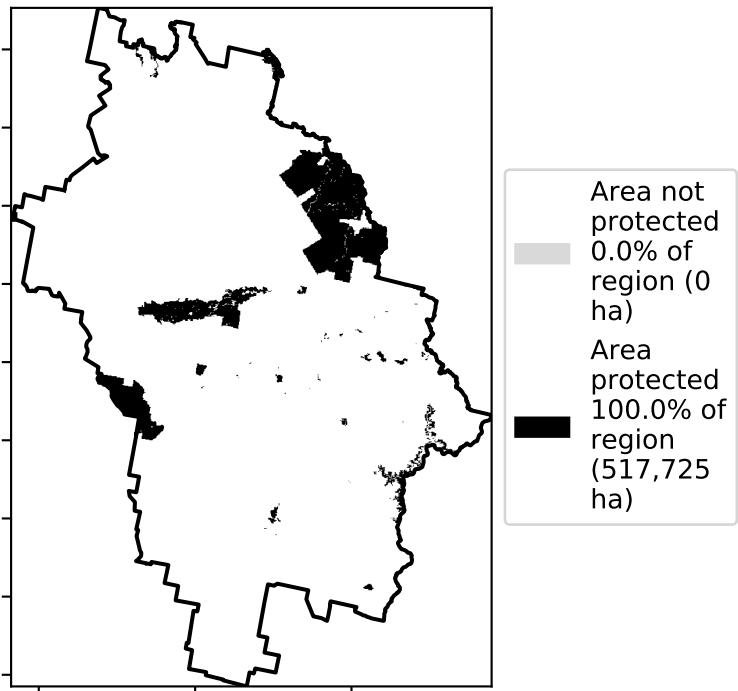 Area not
protected
0.0% of
region (0
ha)
Area
protected
100.0% of
region
(517,725
ha)